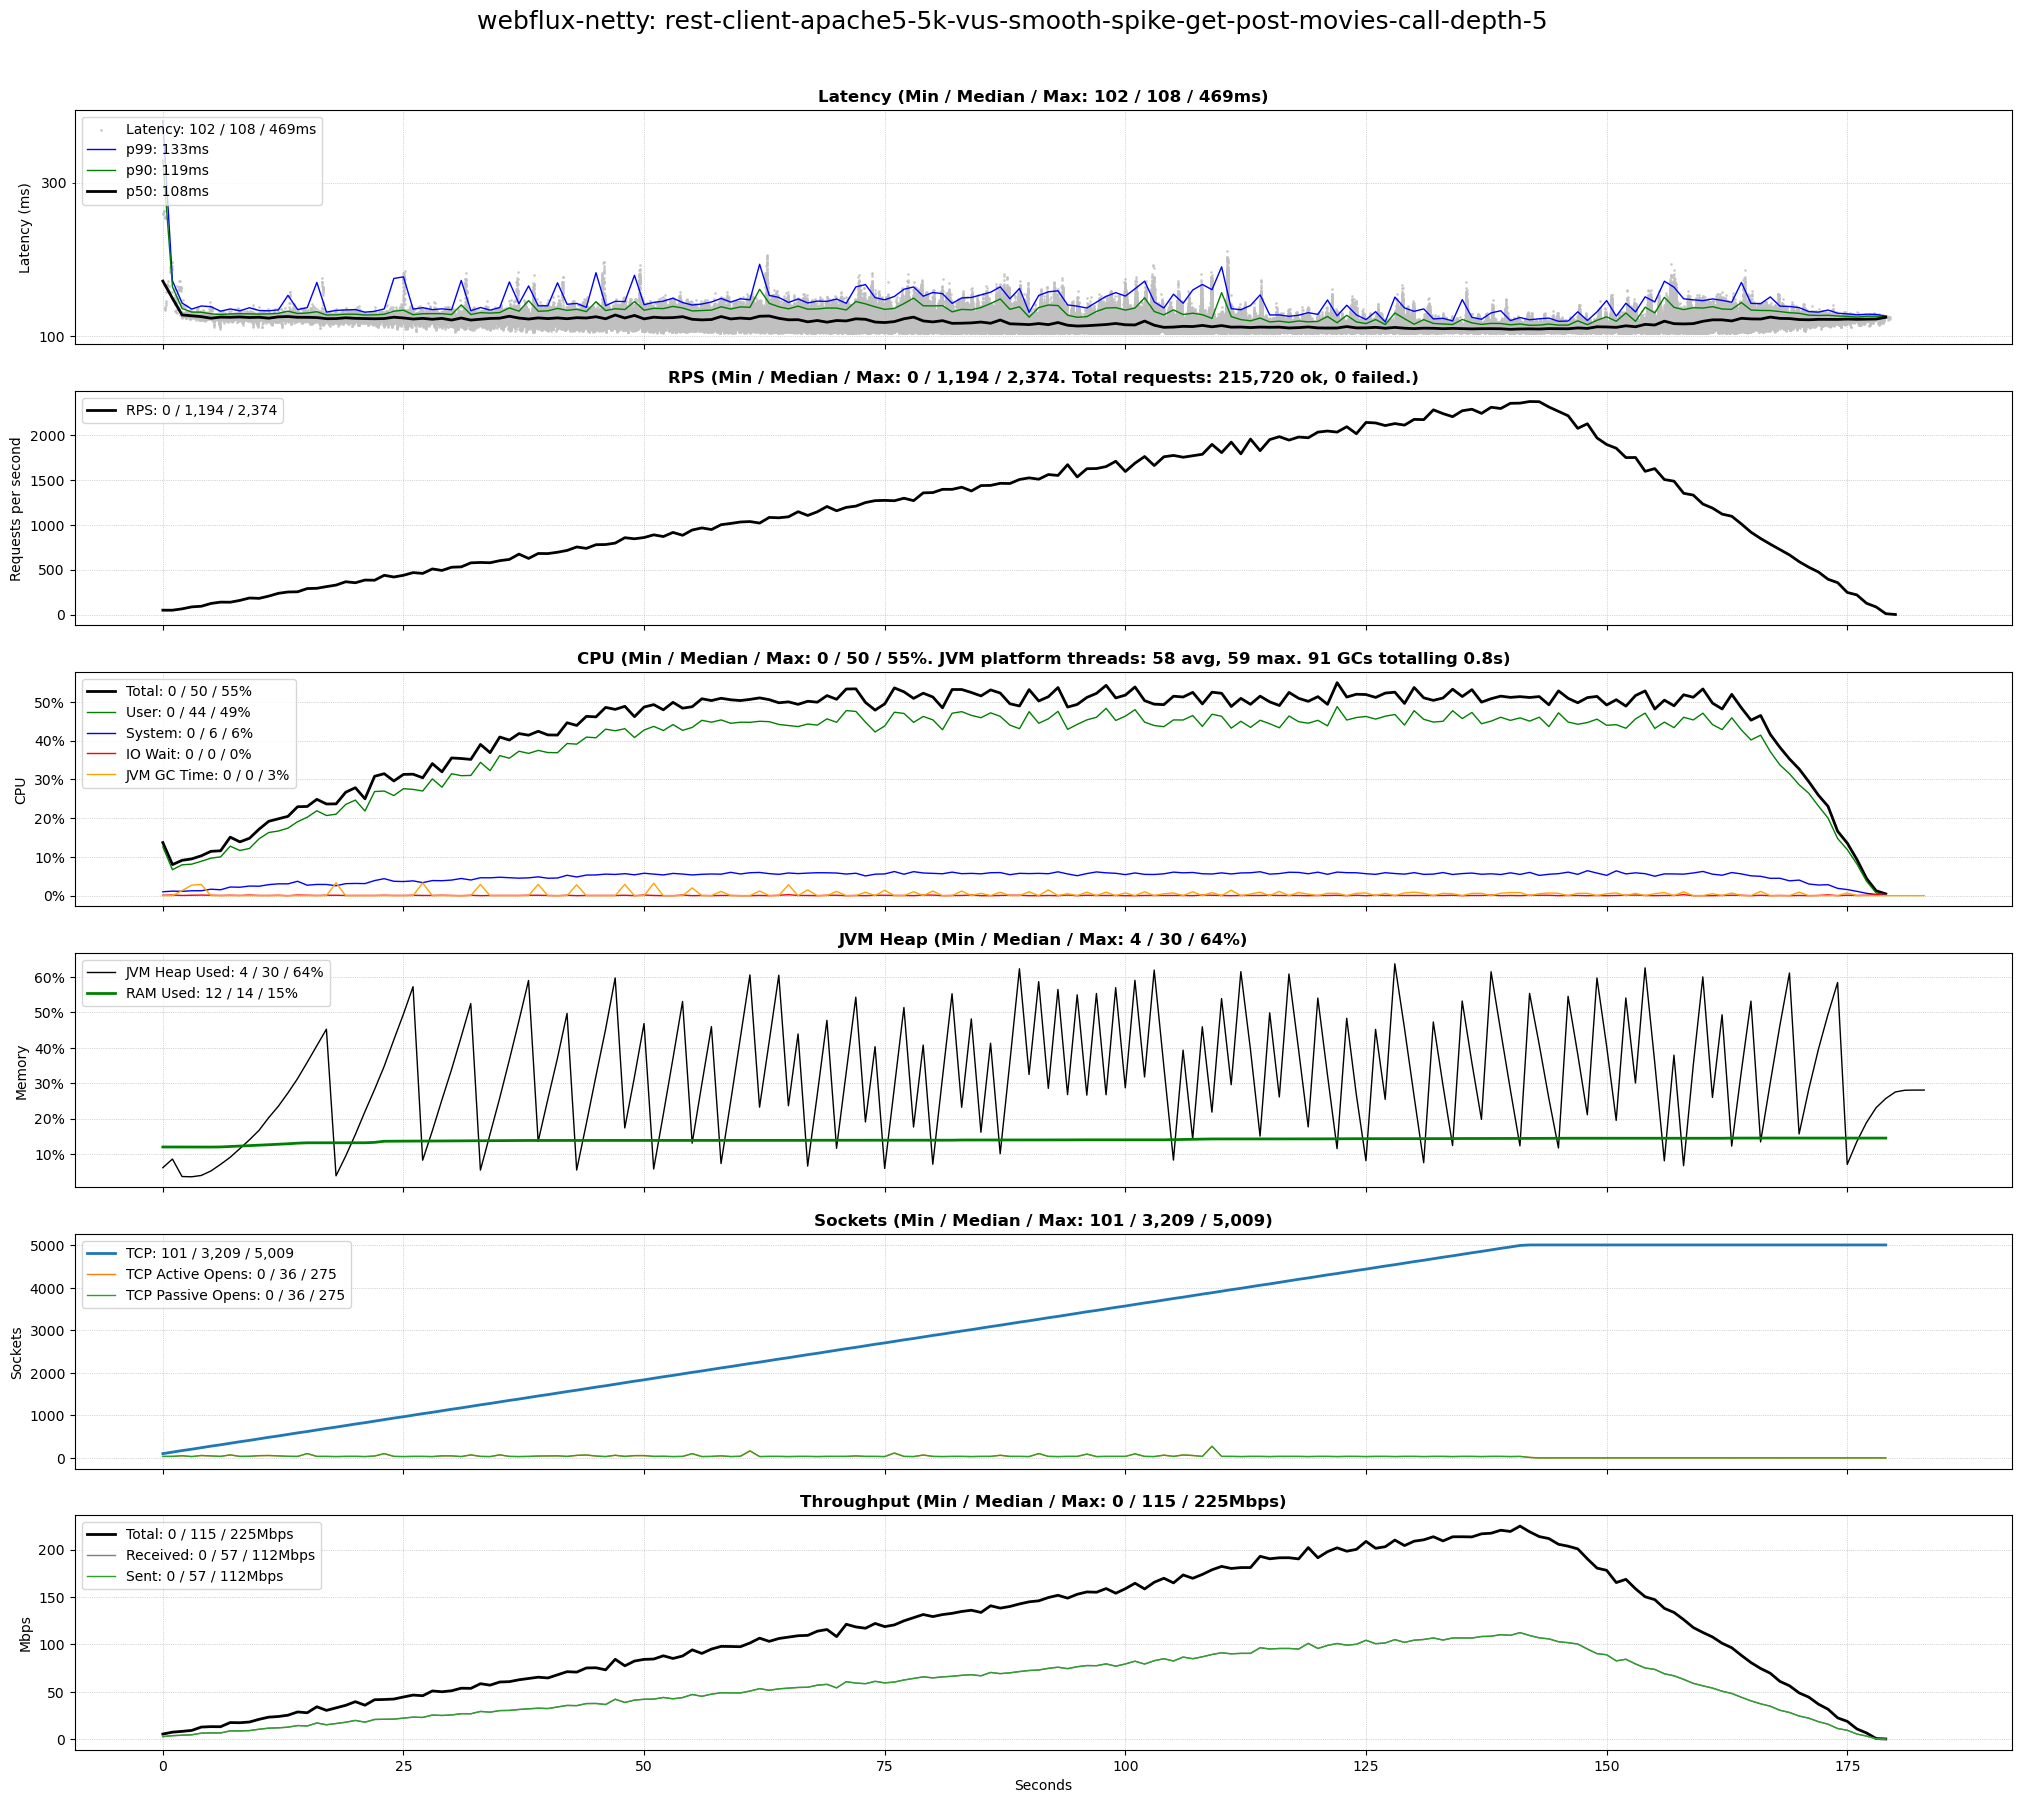 webflux-netty: rest-client-apache5-5k-vus-smooth-spike-get-post-movies-call-depth-5
Latency (Min / Median / Max: 102 / 108 / 469ms)
Latency: 102 / 108 / 469ms
p99: 133ms
p90: 119ms
p50: 108ms
300
100
Latency (ms)
RPS (Min / Median / Max: 0 / 1,194 / 2,374. Total requests: 215,720 ok, 0 failed.)
RPS: 0 / 1,194 / 2,374
2000
1500
1000
500
0
Requests per second
CPU (Min / Median / Max: 0 / 50 / 55%. JVM platform threads: 58 avg, 59 max. 91 GCs totalling 0.8s)
Total: 0 / 50 / 55%
User: 0 / 44 / 49%
System: 0 / 6 / 6%
IO Wait: 0 / 0 / 0%
JVM GC Time: 0 / 0 / 3%
50%
40%
30%
20%
10%
0%
CPU
JVM Heap (Min / Median / Max: 4 / 30 / 64%)
JVM Heap Used: 4 / 30 / 64%
RAM Used: 12 / 14 / 15%
60%
50%
40%
30%
20%
10%
Memory
Sockets (Min / Median / Max: 101 / 3,209 / 5,009)
TCP: 101 / 3,209 / 5,009
TCP Active Opens: 0 / 36 / 275
TCP Passive Opens: 0 / 36 / 275
5000
4000
3000
2000
1000
0
Sockets
Throughput (Min / Median / Max: 0 / 115 / 225Mbps)
Total: 0 / 115 / 225Mbps
Received: 0 / 57 / 112Mbps
Sent: 0 / 57 / 112Mbps
200
150
100
50
0
Mbps
0 25 50 75 100 125 150 175
Seconds